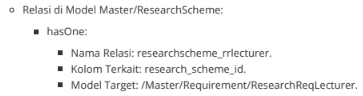 Relasi di Model Master/ResearchScheme:
hasOne:
Nama Relasi: researchscheme_rrlecturer.
Kolom Terkait: research_scheme_id.
Model Target: /Master/Requirement/ResearchReqLecturer.